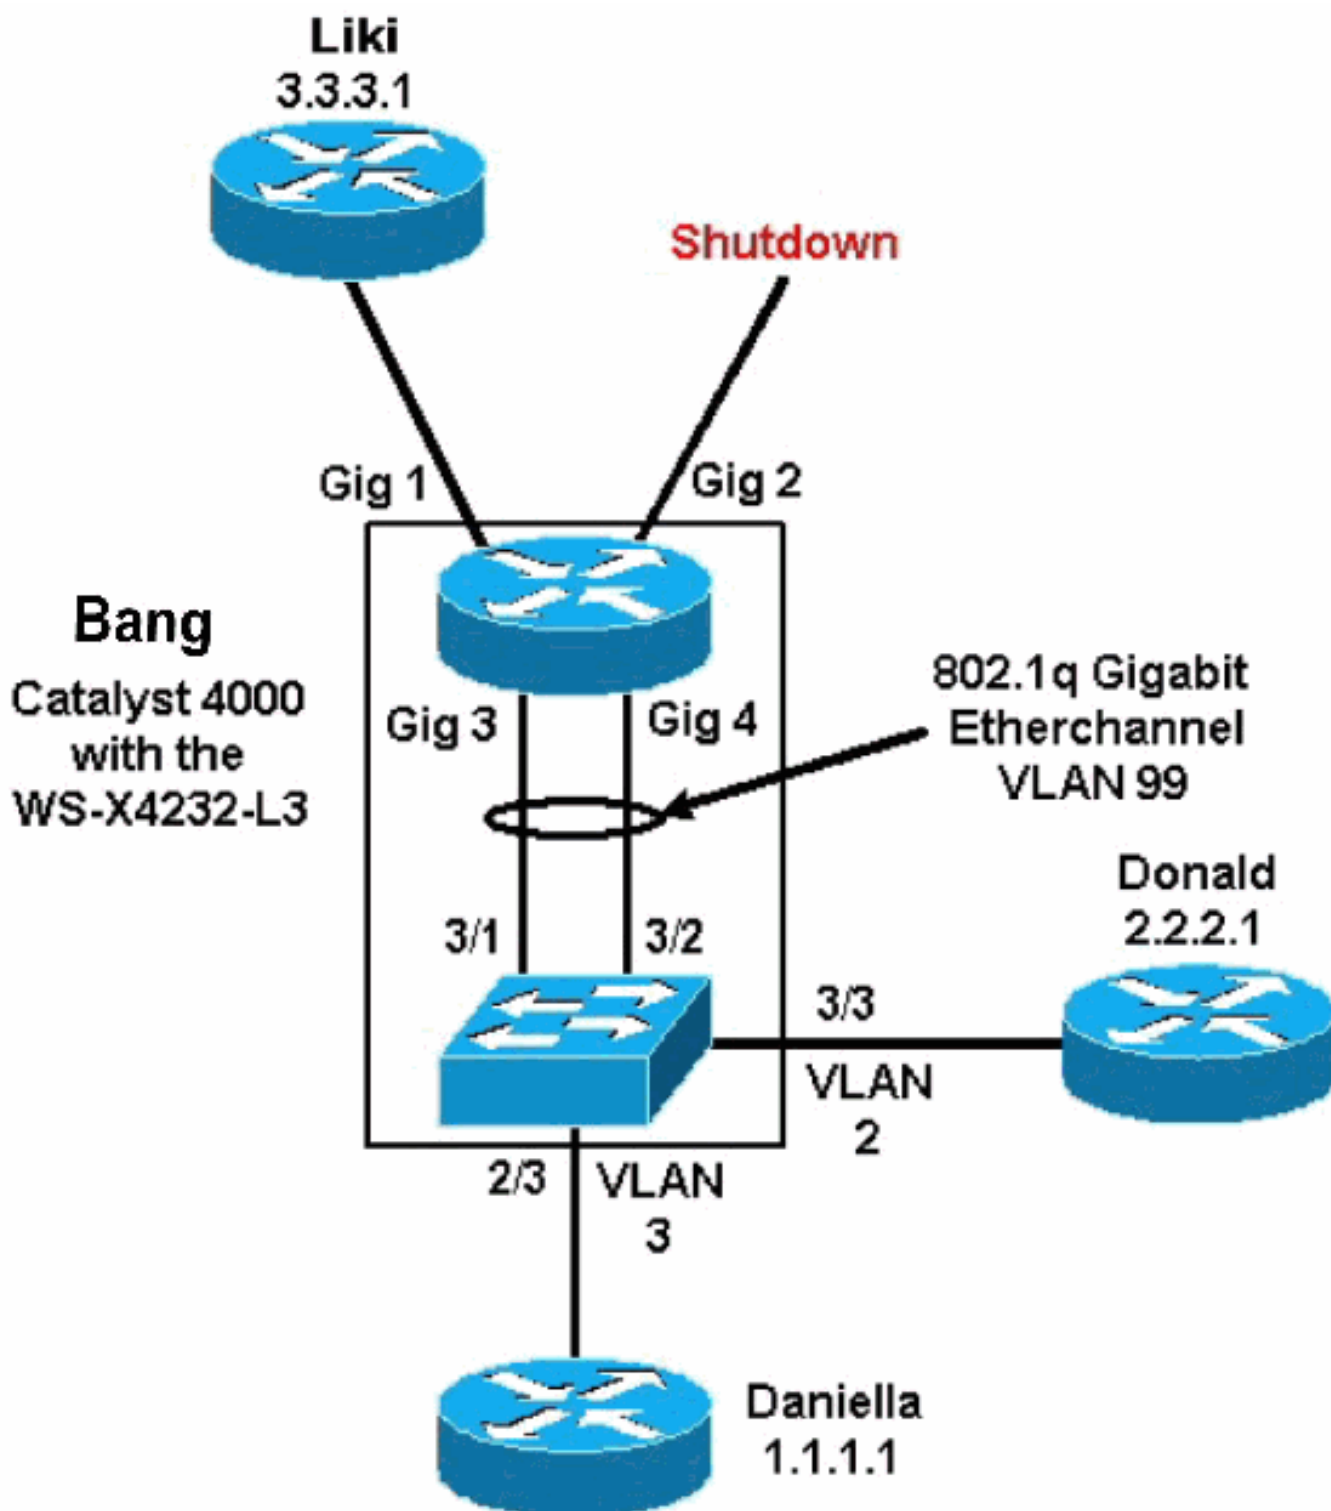 Liki
3.3.3.1
Shutdown
Gig 1
Gig 2
Bang
Catalyst 4000
with the
WS-X4232-L3
Gig 3
Gig 4
802.1q Gigabit
Etherchannel
VLAN 99
3/1
3/2
Donald
2.2.2.1
3/3
VLAN
2
2/3
VLAN
3
Daniella
1.1.1.1